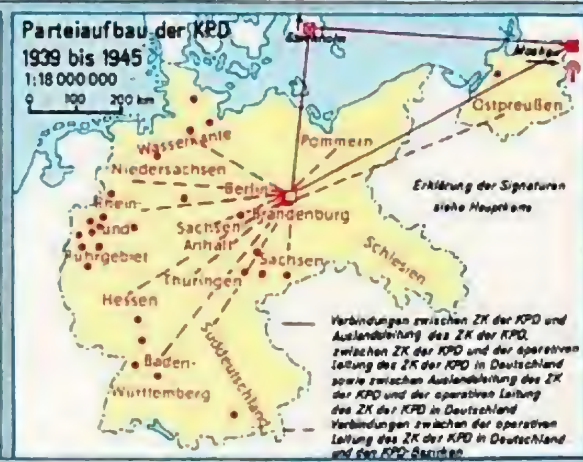 Parteiaufbau der KPD
1939 bis 1945
1:18 000 000
0 100 200 km
Stockholm
Moskau
Ostpreußen
Wasserkante
Pommern
Niedersachsen
Berlin-
Brandenburg
Rhein-
und
Ruhrgebiet
Sachsen
Anhalt
Sachsen
Schlesien
Thüringen
Hessen
Süddeutschland
Baden-
Württemberg
Erklärung der Signaturen
siehe Hauptkarte
Verbindungen zwischen ZK der KPD und
Auslandsleitung des ZK der KPD,
zwischen ZK der KPD und der operativen
Leitung des ZK der KPD in Deutschland
sowie zwischen Auslandsleitung des ZK
der KPD und der operativen Leitung
des ZK der KPD in Deutschland
Verbindungen zwischen der operativen
Leitung des ZK der KPD in Deutschland
und den KPD-Bezirken